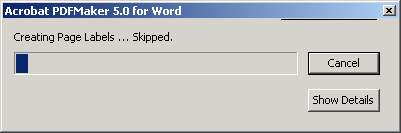 Acrobat PDFMaker 5.0 for Word
Creating Page Labels ... Skipped.
Cancel
Show Details